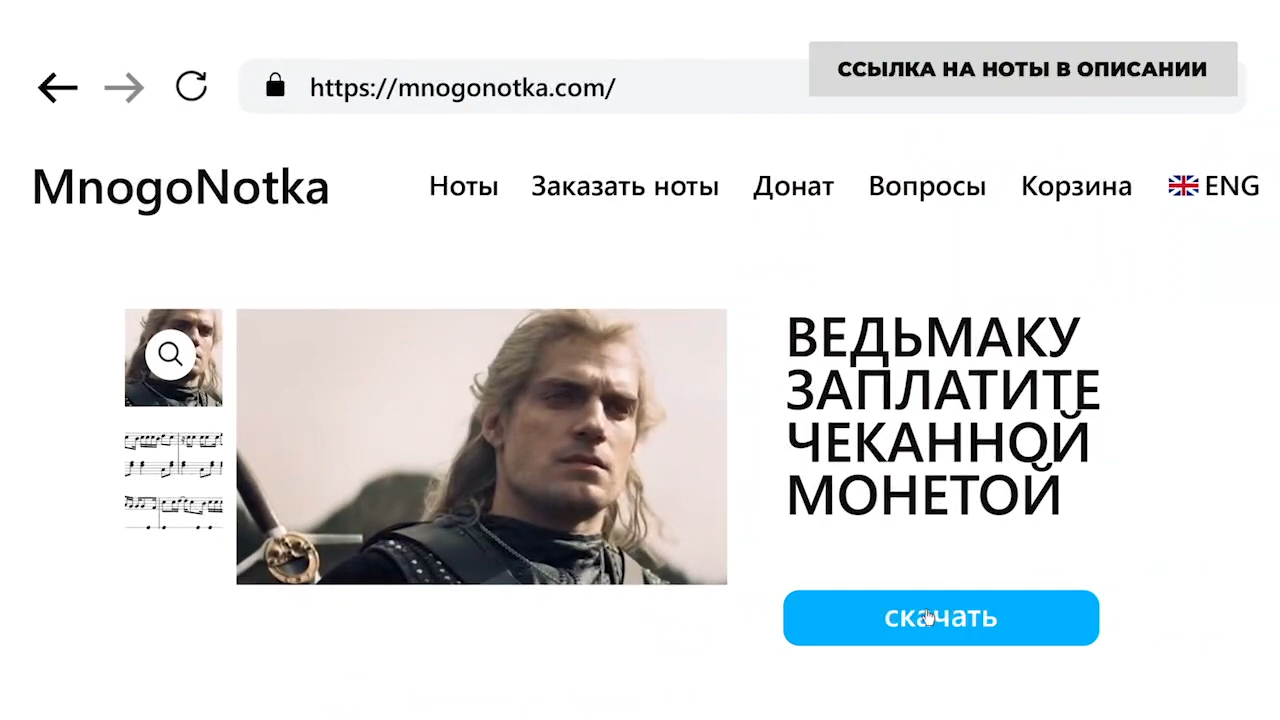 ССЫЛКА НА НОТЫ В ОПИСАНИИ
https://mnogonotka.com/
MnogoNotka
Ноты Заказать ноты Донат Вопросы Корзина ENG
ВЕДЬМАКУ
ЗАПЛАТИТЕ
ЧЕКАННОЙ
МОНЕТОЙ
скачать